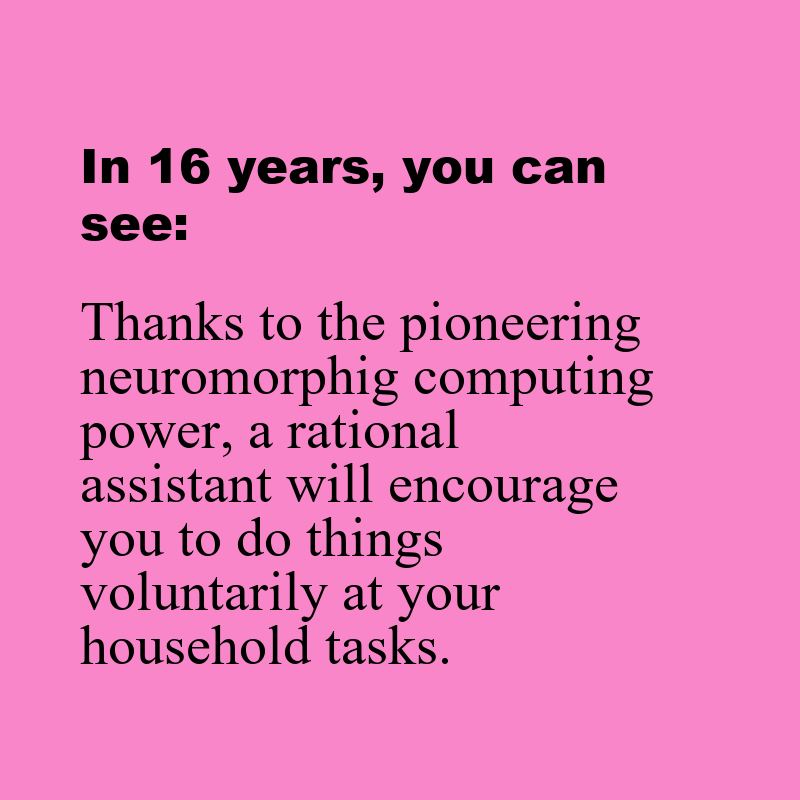 In 16 years, you can
see:
Thanks to the pioneering
neuromorphig computing
power, a rational
assistant will encourage
you to do things
voluntarily at your
household tasks.